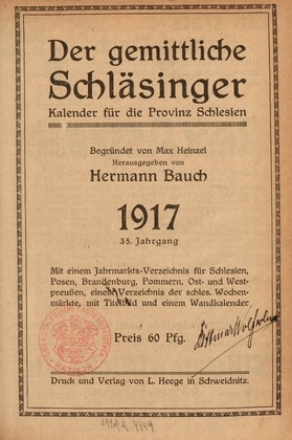 Der gemittliche
Schläsinger
Kalender für die Provinz Schlesien
Begründet von Max Heinzel
Herausgegeben von
Hermann Bauch
1917
35. Jahrgang
Mit einem Jahrmarkts-Verzeichnis für Schlesien,
Posen, Brandenburg, Pommern, Ost- und West-
preußen, einem Verzeichnis der schles. Wochen-
märkte, mit Titelbild und einem Wandkalender
Preis 60 Pfg.
Druck und Verlag von L. Heege in Schweidnitz.